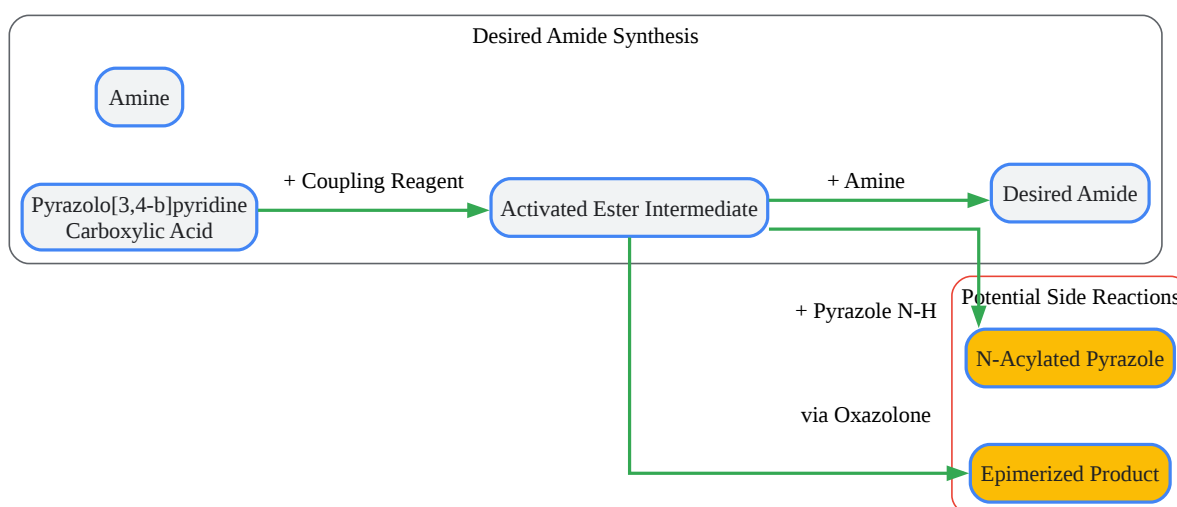 Desired Amide Synthesis
Amine
Pyrazolo[3,4-b]pyridine
Carboxylic Acid
+ Coupling Reagent
Activated Ester Intermediate
+ Amine
Desired Amide
Potential Side Reactions
+ Pyrazole N-H
N-Acylated Pyrazole
via Oxazolone
Epimerized Product